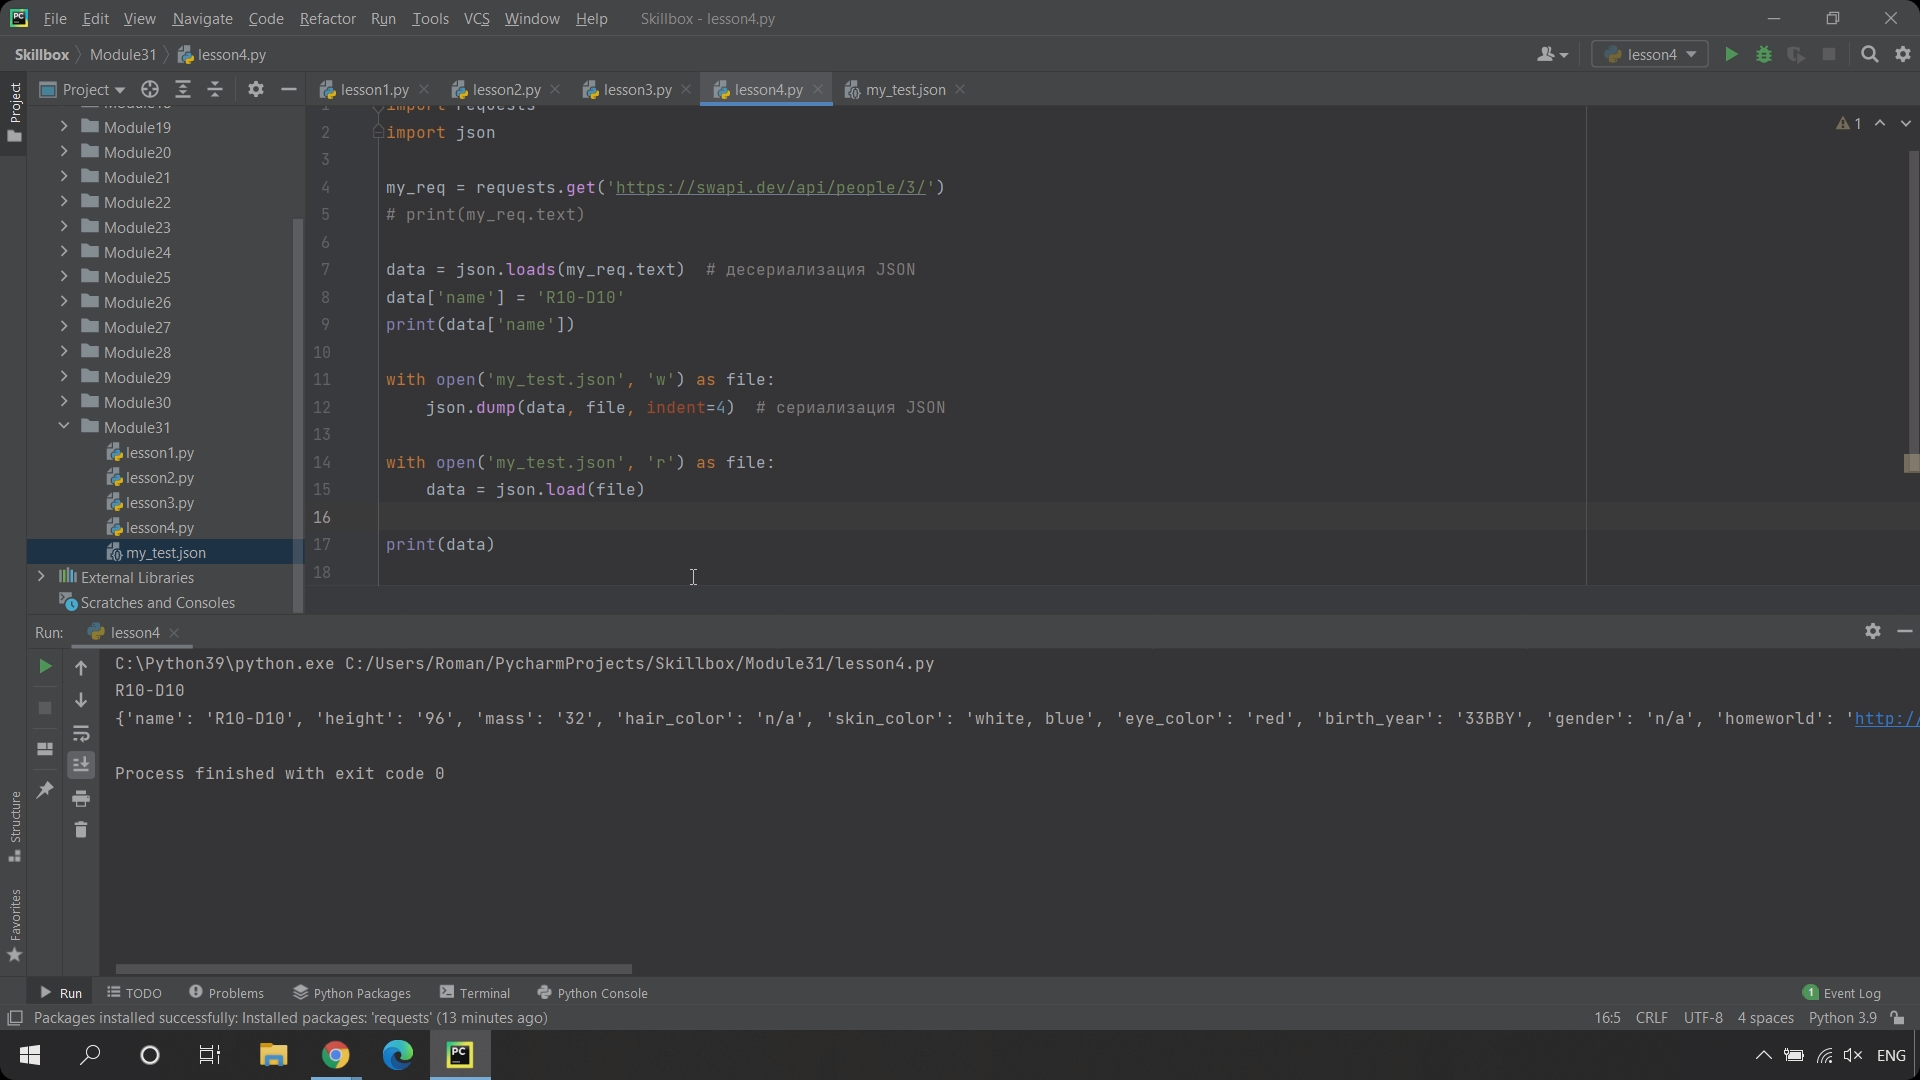 PC File Edit View Navigate Code Refactor Run Tools VCS Window Help Skillbox - lesson4.py
Skillbox Module31 lesson4.py lesson4
Project Project lesson1.py lesson2.py lesson3.py lesson4.py my_test.json
Module19
Module20
Module21
Module22
Module23
Module24
Module25
Module26
Module27
Module28
Module29
Module30
Module31
lesson1.py
lesson2.py
lesson3.py
lesson4.py
my_test.json
External Libraries
Scratches and Consoles
1 import requests
2 import json
3
4 my_req = requests.get('https://swapi.dev/api/people/3/')
5 # print(my_req.text)
6
7 data = json.loads(my_req.text)  # десериализация JSON
8 data['name'] = 'R10-D10'
9 print(data['name'])
10
11 with open('my_test.json', 'w') as file:
12 json.dump(data, file, indent=4)  # сериализация JSON
13
14 with open('my_test.json', 'r') as file:
15 data = json.load(file)
16
17 print(data)
18
1
Run: lesson4
C:\Python39\python.exe C:/Users/Roman/PycharmProjects/Skillbox/Module31/lesson4.py
R10-D10
{'name': 'R10-D10', 'height': '96', 'mass': '32', 'hair_color': 'n/a', 'skin_color': 'white, blue', 'eye_color': 'red', 'birth_year': '33BBY', 'gender': 'n/a', 'homeworld': 'http:/
Process finished with exit code 0
Structure
Favorites
Run TODO Problems Python Packages Terminal Python Console 1 Event Log
Packages installed successfully: Installed packages: 'requests' (13 minutes ago) 16:5 CRLF UTF-8 4 spaces Python 3.9
PC ENG